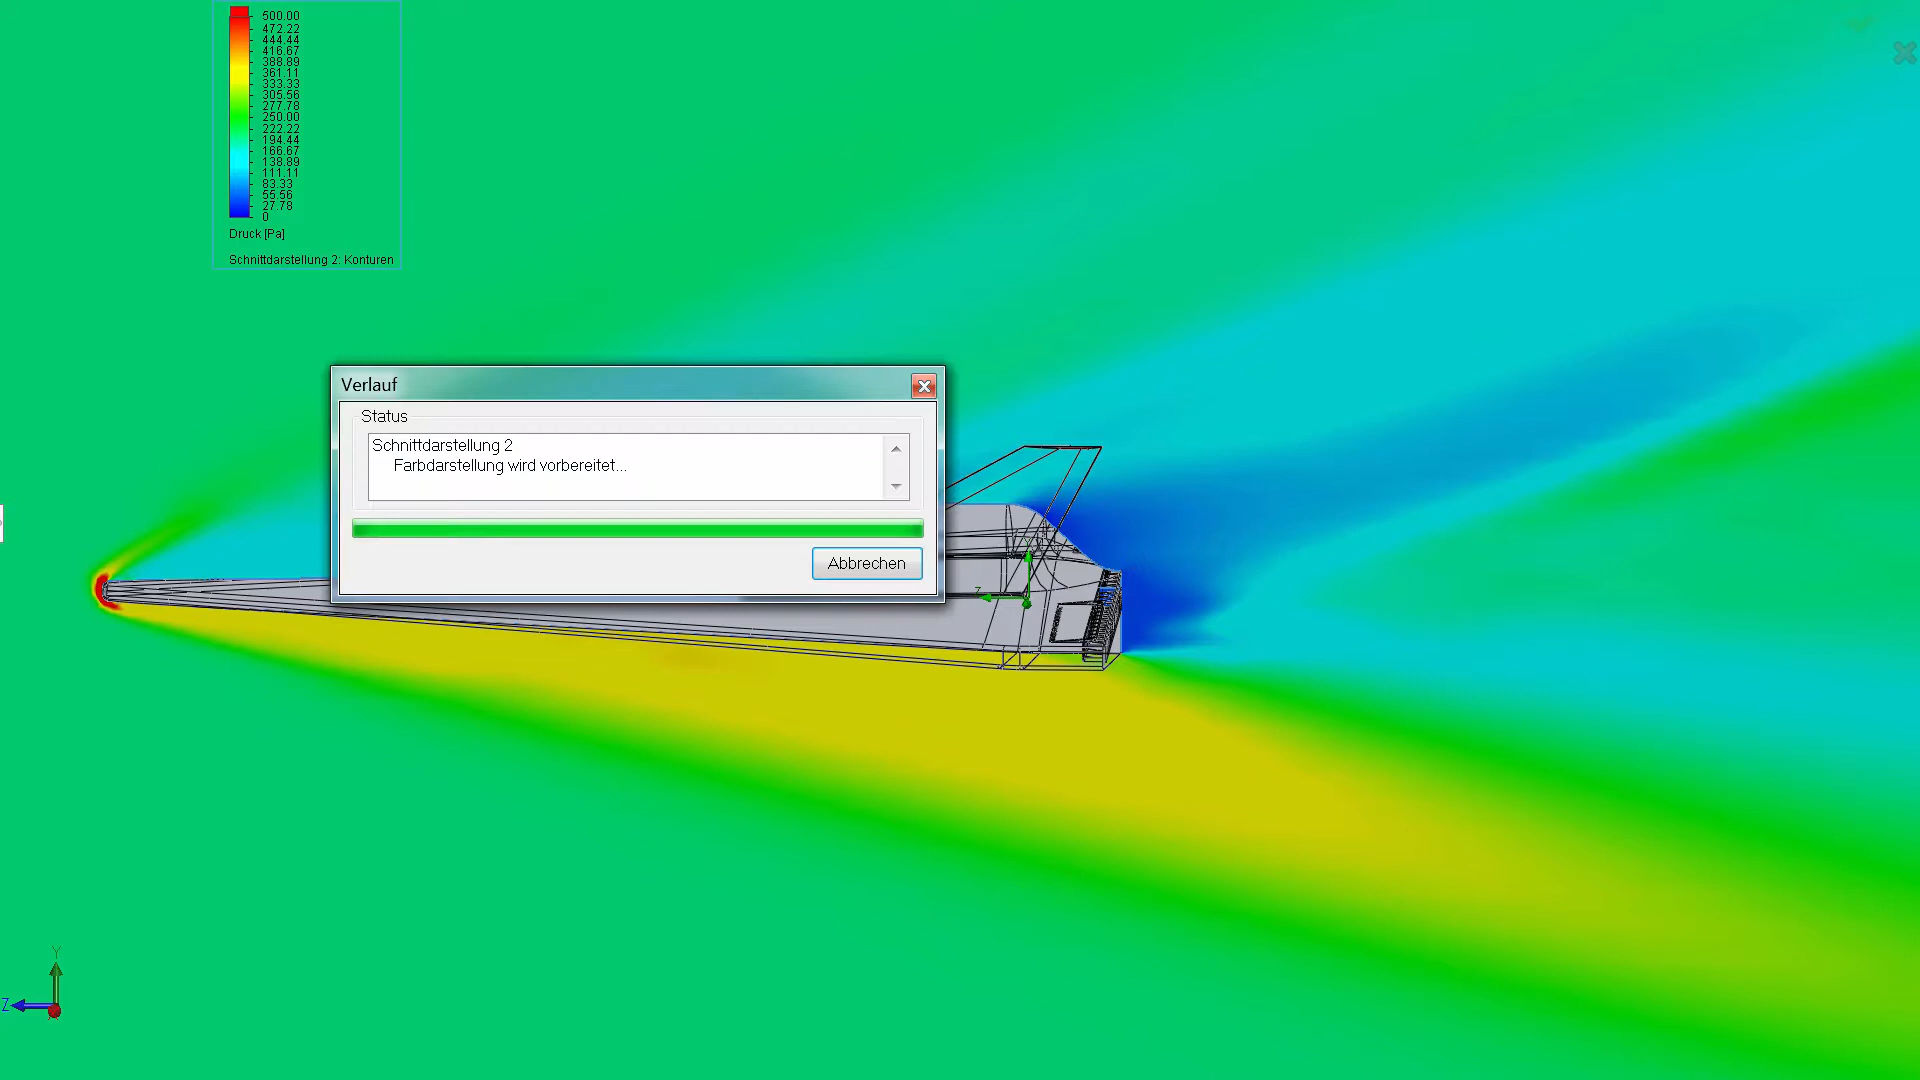 500.00
472.22
444.44
416.67
388.89
361.11
333.33
305.56
277.78
250.00
222.22
194.44
166.67
138.89
111.11
83.33
55.56
27.78
0
Druck [Pa]
Schnittdarstellung 2: Konturen
Verlauf
Status
Schnittdarstellung 2
Farbdarstellung wird vorbereitet...
Abbrechen
Z
Y
Z